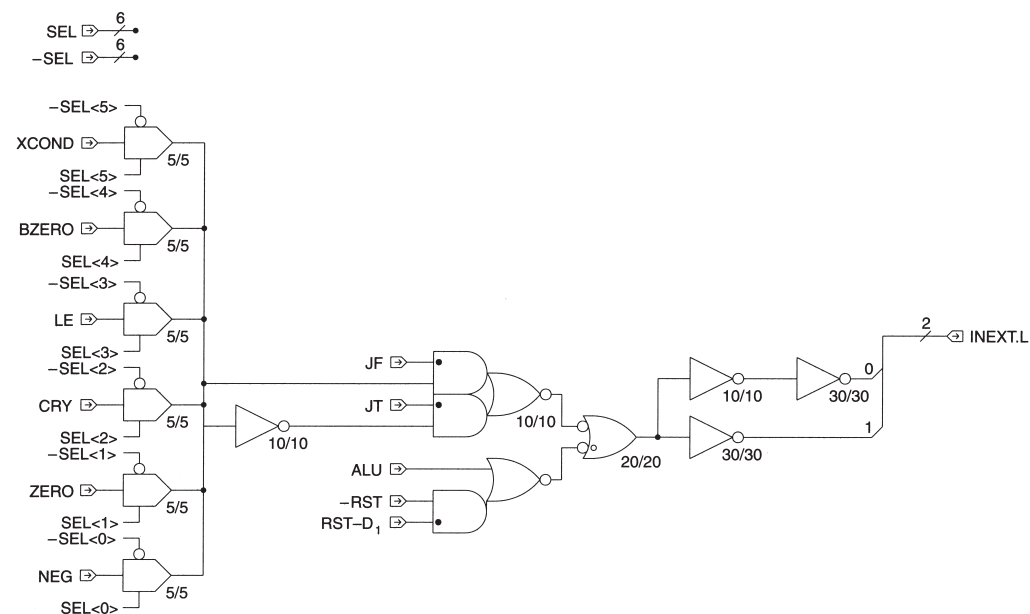 SEL 6
−SEL 6
−SEL<5>
XCOND
5/5
SEL<5>
−SEL<4>
BZERO
5/5
SEL<4>
−SEL<3>
LE
5/5
SEL<3>
−SEL<2>
CRY
5/5
SEL<2>
−SEL<1>
ZERO
5/5
SEL<1>
−SEL<0>
NEG
5/5
SEL<0>
10/10
JF
JT
10/10
ALU
−RST
RST−D1
20/20
10/10
30/30
30/30
0
1
2
INEXT.L